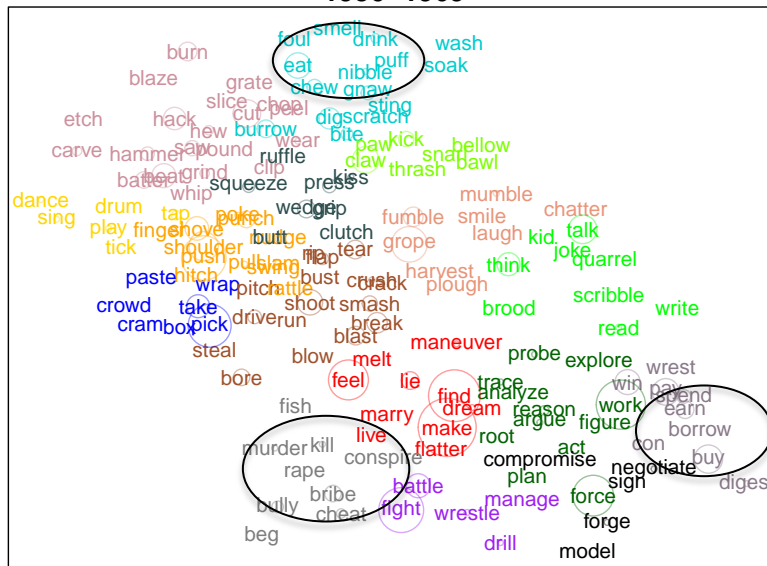 smell
foul
drink
wash
burn
eat
puff
soak
blaze
nibble
grate
chew
gnaw
slice
chop
peel
sting
etch
hack
cut
dig
scratch
hew
burrow
bite
kick
carve
hammer
saw
pound
wear
paw
snarl
bellow
ruffle
claw
bawl
batter
beat
grind
clip
kiss
thrash
whip
squeeze
press
mumble
dance
drum
tap
poke
punch
wedge
grip
fumble
smile
chatter
sing
play
finger
shove
clutch
laugh
kid
talk
tick
shoulder
butt
rip
flap
tear
grope
joke
push
pull
slam
swing
think
quarrel
hitch
bust
crush
crack
harvest
paste
wrap
pitch
rattle
plough
crowd
take
shoot
smash
brood
scribble
write
cram
box
pick
drive
run
break
read
steal
blast
maneuver
blow
melt
probe
explore
bore
feel
lie
trace
win
wrest
pay
find
analyze
spend
fish
marry
dream
reason
work
earn
make
argue
figure
borrow
murder
kill
live
flatter
root
act
con
rape
conspire
compromise
negotiate
buy
bribe
battle
plan
sign
diges
bully
cheat
fight
wrestle
manage
force
beg
forge
drill
model